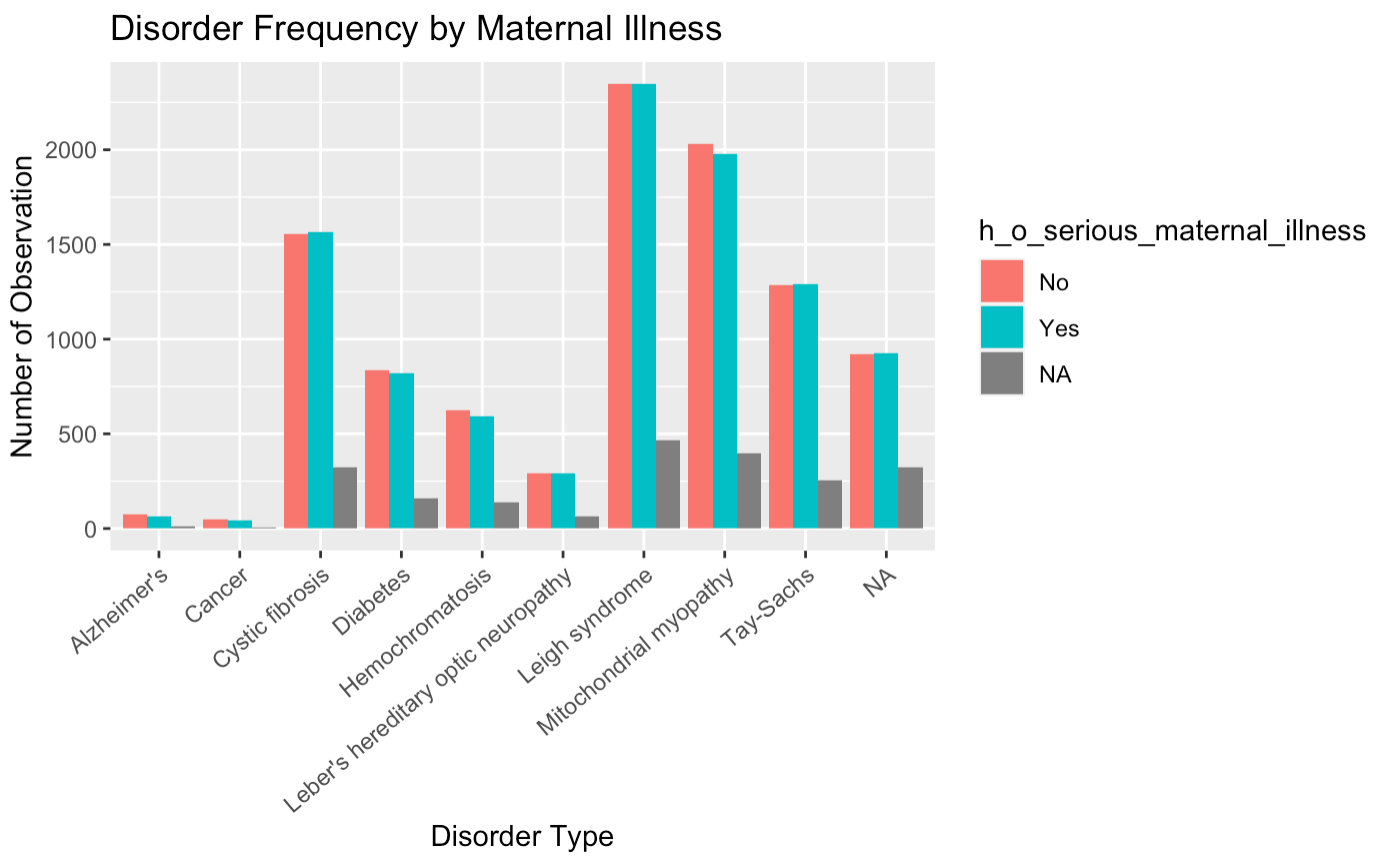 Disorder Frequency by Maternal Illness
Number of Observation
2000
1500
1000
500
0
Alzheimer's
Cancer
Cystic fibrosis
Diabetes
Hemochromatosis
Leber's hereditary optic neuropathy
Leigh syndrome
Mitochondrial myopathy
Tay-Sachs
NA
Disorder Type
h_o_serious_maternal_illness
No
Yes
NA